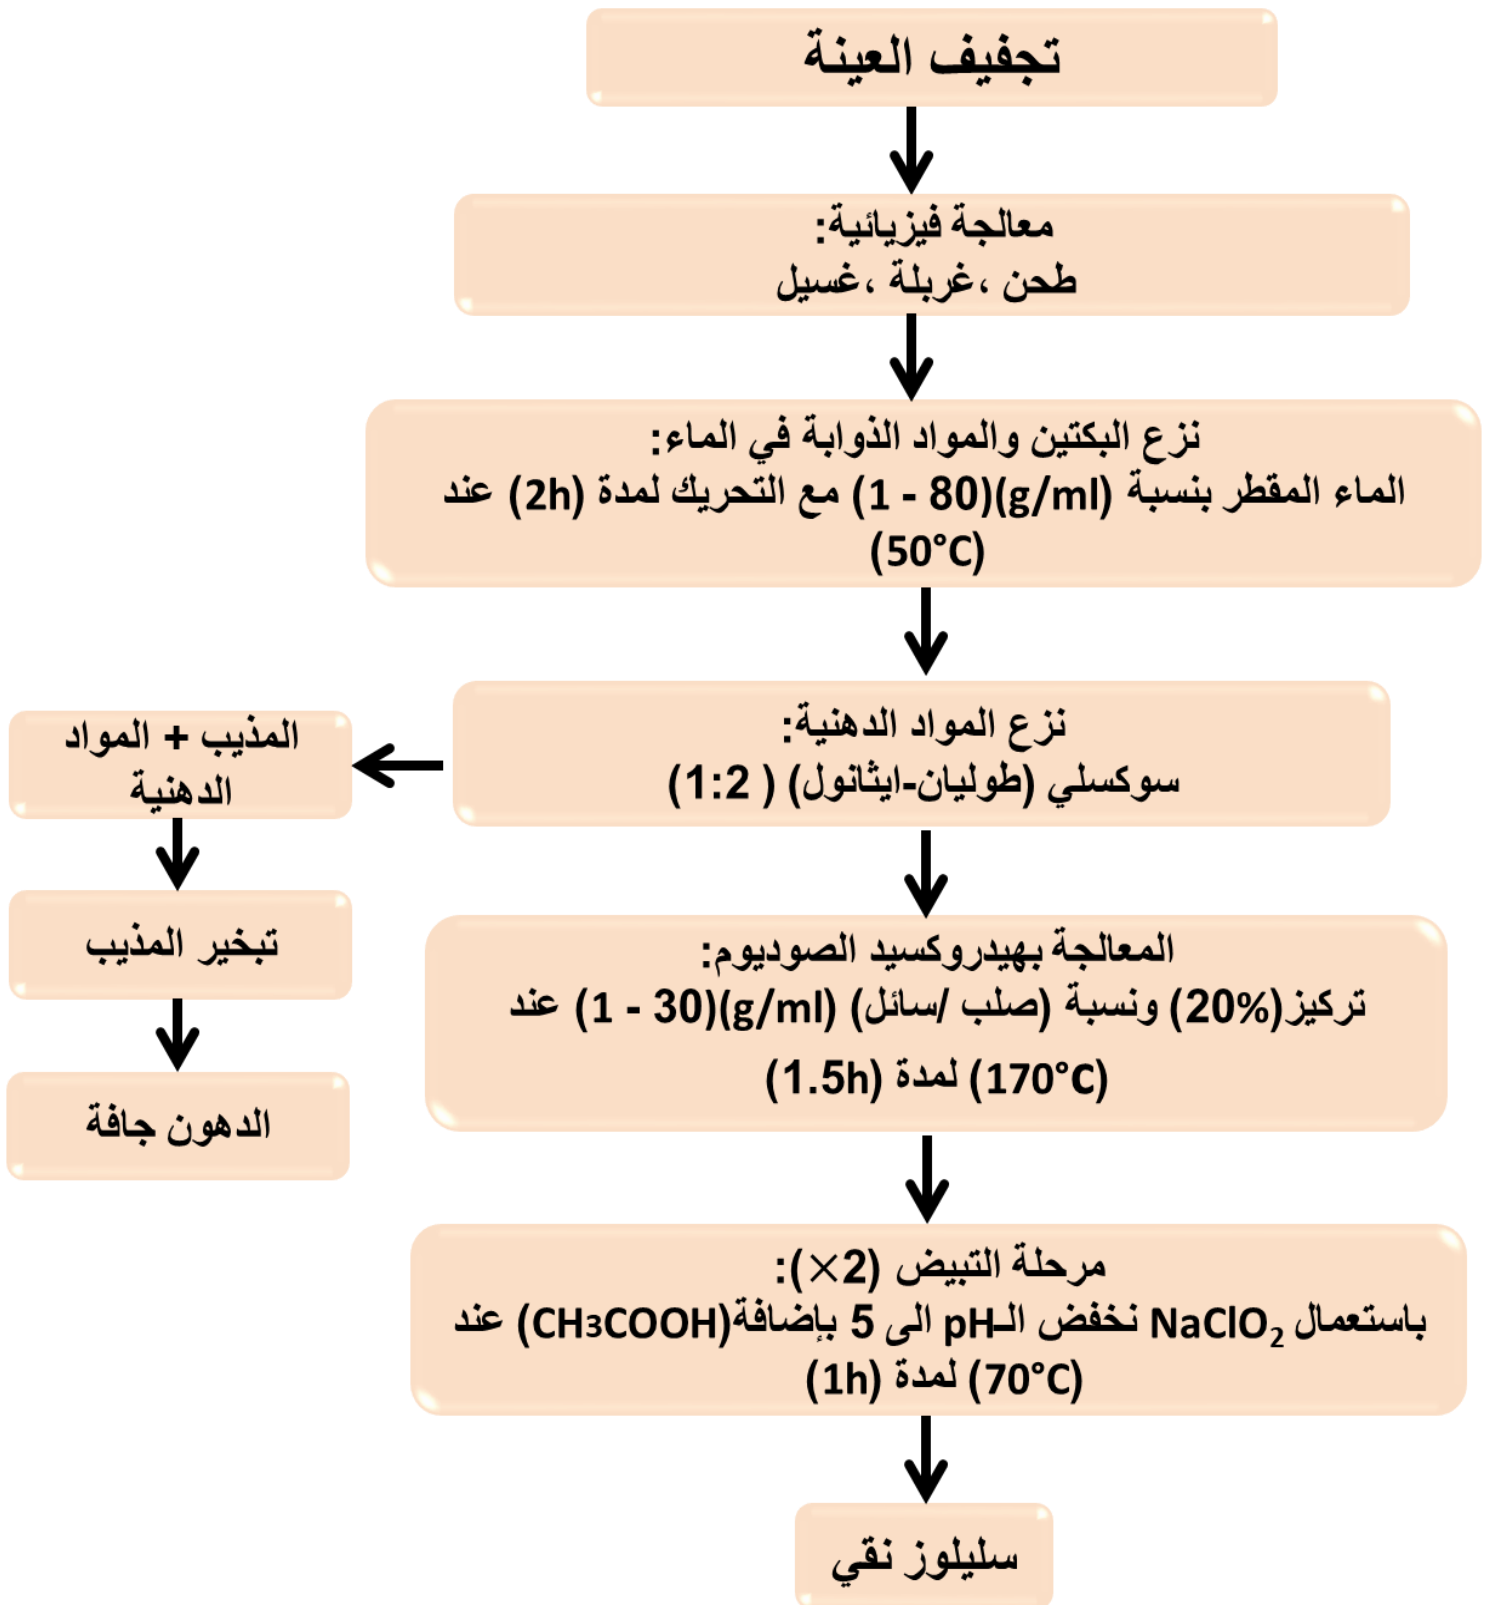 تجفيف العينة
معالجة فيزيائية:
طحن ،غربلة ،غسيل
نزع البكتين والمواد الذوابة في الماء:
الماء المقطر بنسبة (g/ml)(1 - 80) مع التحريك لمدة (2h) عند
(50°C)
نزع المواد الدهنية:
سوكسلي (طوليان-ايثانول) ( 1:2)
المذيب + المواد
الدهنية
تبخير المذيب
الدهون جافة
المعالجة بهيدروكسيد الصوديوم:
تركيز(20%) ونسبة (صلب /سائل) (g/ml)(1 - 30) عند
(170°C) لمدة (1.5h)
مرحلة التبيض (2×):
باستعمال NaClO₂ نخفض الـpH الى 5 بإضافة(CH3COOH) عند
(70°C) لمدة (1h)
سليلوز نقي